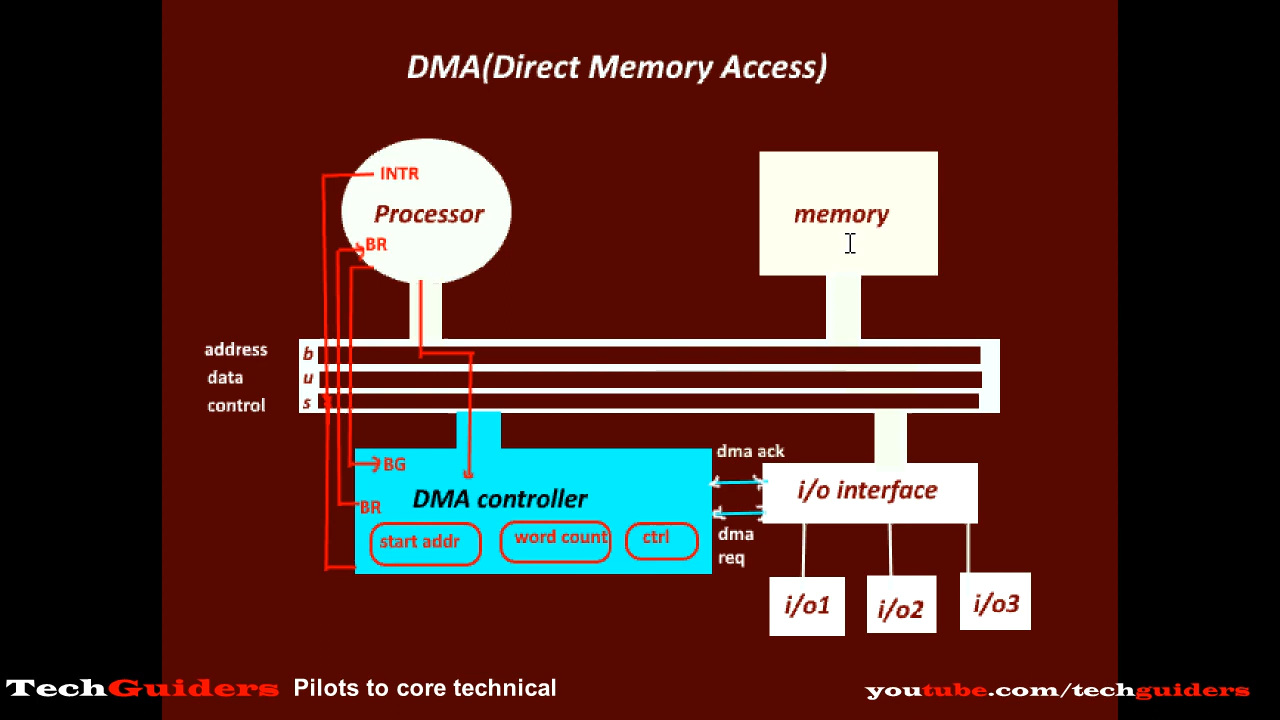 DMA(Direct Memory Access)
INTR
Processor
BR
memory
address
data
control
b
u
s
BG
DMA controller
BR
start addr
word count
ctrl
dma ack
dma
req
i/o interface
i/o1
i/o2
i/o3
TechGuiders Pilots to core technical
youtube.com/techguiders